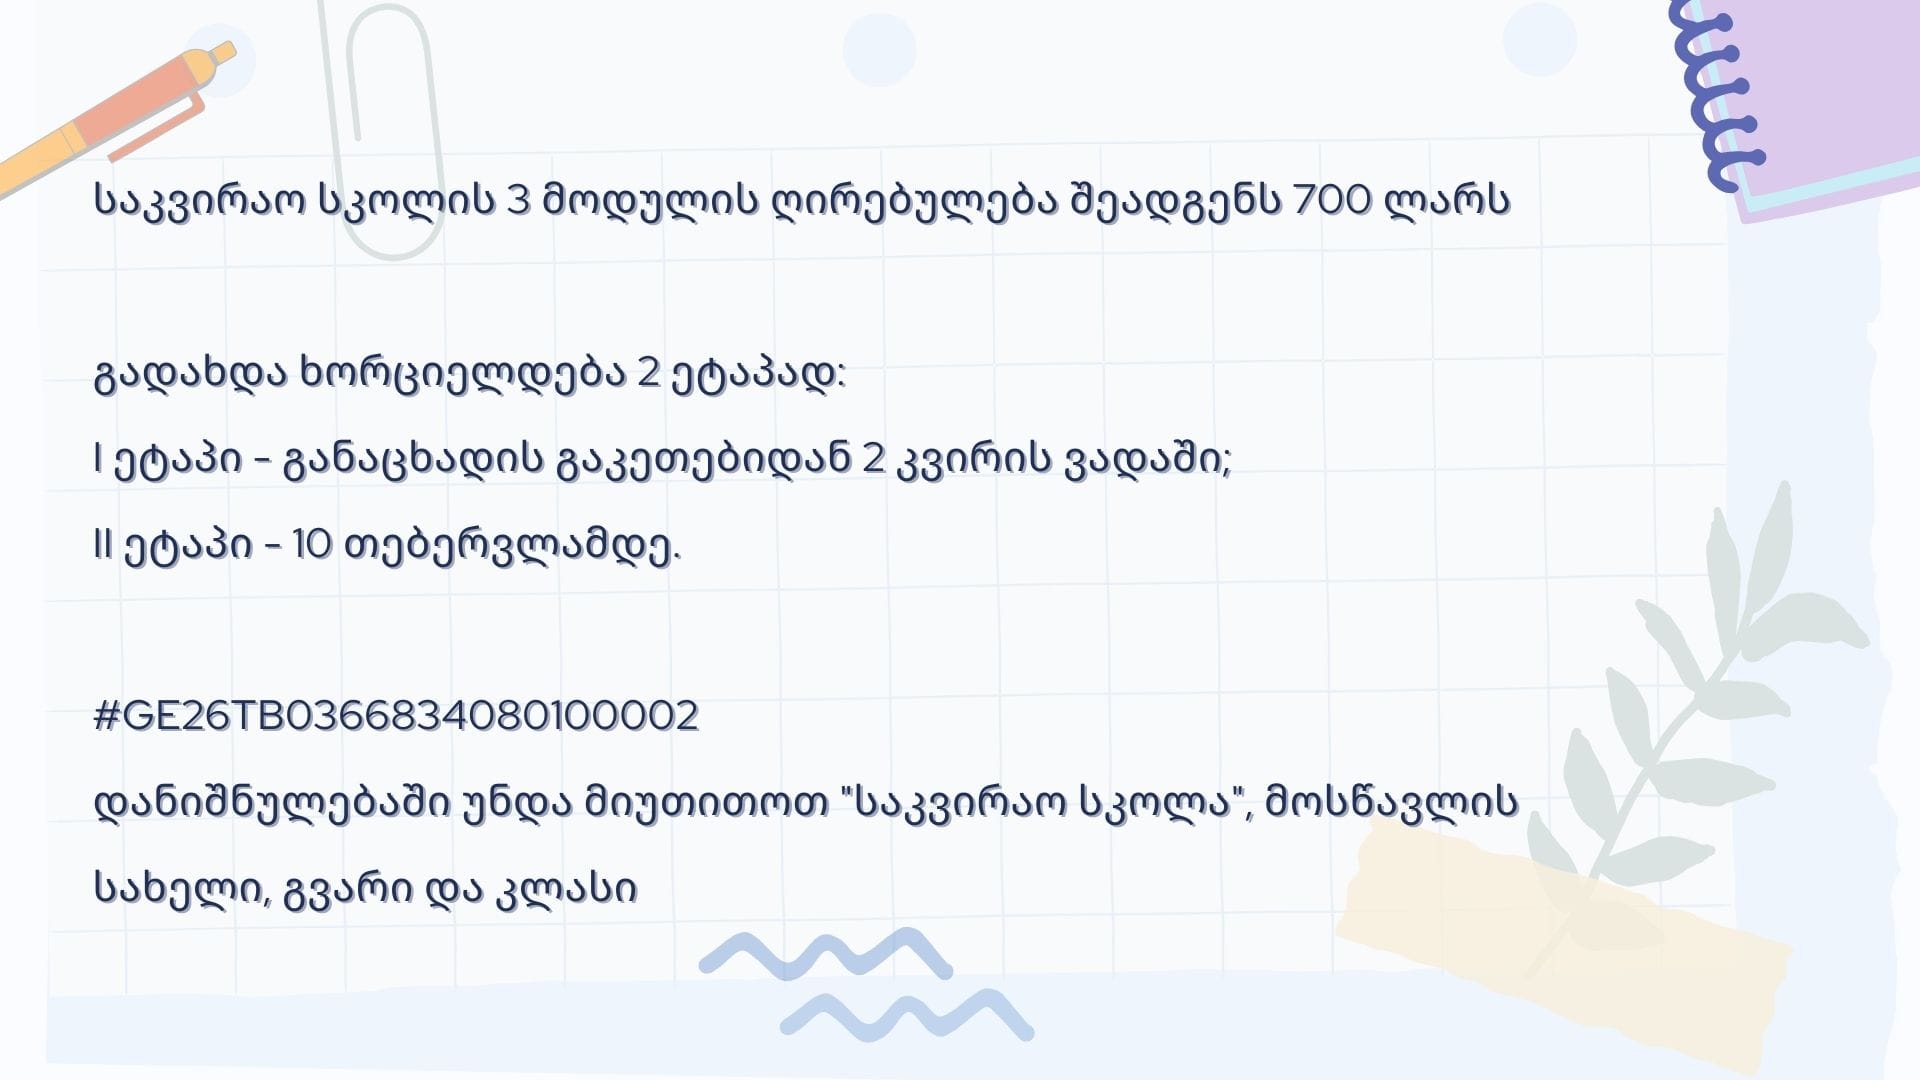 საკვირაო სკოლის 3 მოდულის ღირებულება შეადგენს 700 ლარს
გადახდა ხორციელდება 2 ეტაპად:
I ეტაპი - განაცხადის გაკეთებიდან 2 კვირის ვადაში;
II ეტაპი - 10 თებერვლამდე.
#GE26TB0366834080100002
დანიშნულებაში უნდა მიუთითოთ "საკვირაო სკოლა", მოსწავლის
სახელი, გვარი და კლასი